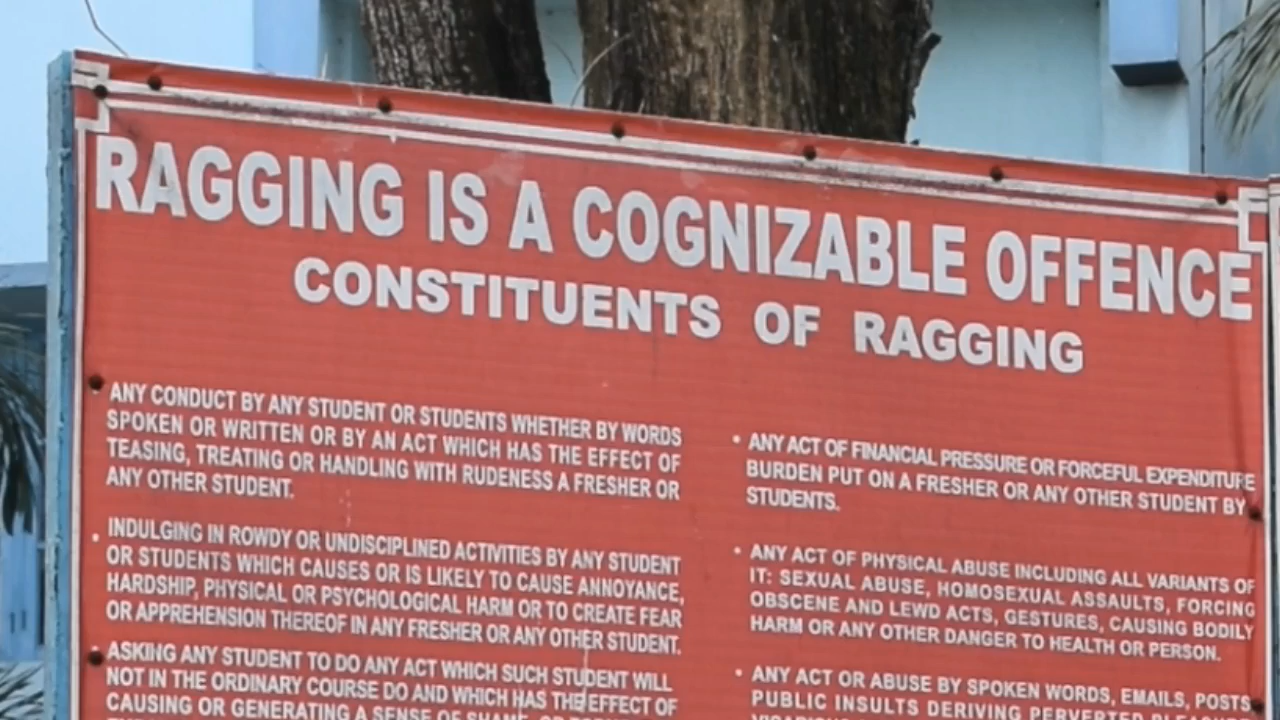 RAGGING IS A COGNIZABLE OFFENCE
CONSTITUENTS OF RAGGING
• ANY CONDUCT BY ANY STUDENT OR STUDENTS WHETHER BY WORDS
SPOKEN OR WRITTEN OR BY AN ACT WHICH HAS THE EFFECT OF
TEASING, TREATING OR HANDLING WITH RUDENESS A FRESHER OR
ANY OTHER STUDENT.
• INDULGING IN ROWDY OR UNDISCIPLINED ACTIVITIES BY ANY STUDENT
OR STUDENTS WHICH CAUSES OR IS LIKELY TO CAUSE ANNOYANCE,
HARDSHIP, PHYSICAL OR PSYCHOLOGICAL HARM OR TO CREATE FEAR
OR APPREHENSION THEREOF IN ANY FRESHER OR ANY OTHER STUDENT.
• ASKING ANY STUDENT TO DO ANY ACT WHICH SUCH STUDENT WILL
NOT IN THE ORDINARY COURSE DO AND WHICH HAS THE EFFECT OF
CAUSING OR GENERATING A SENSE OF SHAME, OR
• ANY ACT OF FINANCIAL PRESSURE OR FORCEFUL EXPENDITURE
BURDEN PUT ON A FRESHER OR ANY OTHER STUDENT BY
STUDENTS.
• ANY ACT OF PHYSICAL ABUSE INCLUDING ALL VARIANTS OF
IT: SEXUAL ABUSE, HOMOSEXUAL ASSAULTS, FORCING
OBSCENE AND LEWD ACTS, GESTURES, CAUSING BODILY
HARM OR ANY OTHER DANGER TO HEALTH OR PERSON.
• ANY ACT OR ABUSE BY SPOKEN WORDS, EMAILS, POSTS
PUBLIC INSULTS DERIVING PERVERTED